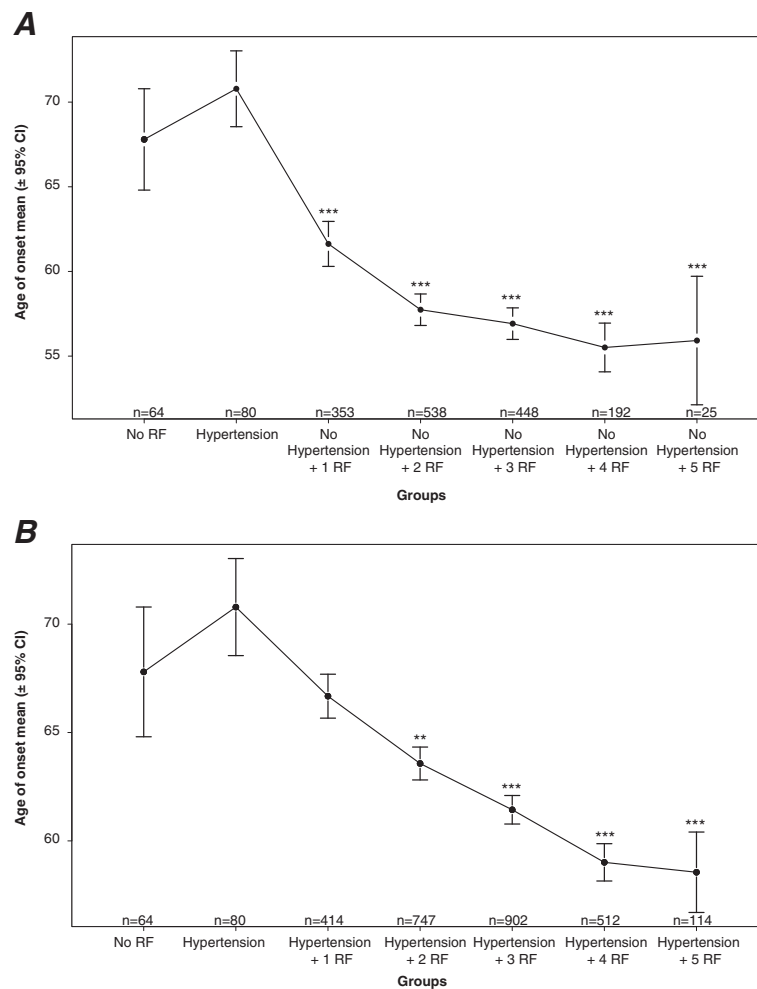 A
Age of onset mean (± 95% CI)
70
65
60
55
*** *** *** *** ***
n=64 n=80 n=353 n=538 n=448 n=192 n=25
No RF Hypertension No No No No No
Hypertension Hypertension Hypertension Hypertension Hypertension
+ 1 RF + 2 RF + 3 RF + 4 RF + 5 RF
Groups
B
Age of onset mean (± 95% CI)
70
65
60
** *** *** ***
n=64 n=80 n=414 n=747 n=902 n=512 n=114
No RF Hypertension Hypertension Hypertension Hypertension Hypertension Hypertension
+ 1 RF + 2 RF + 3 RF + 4 RF + 5 RF
Groups